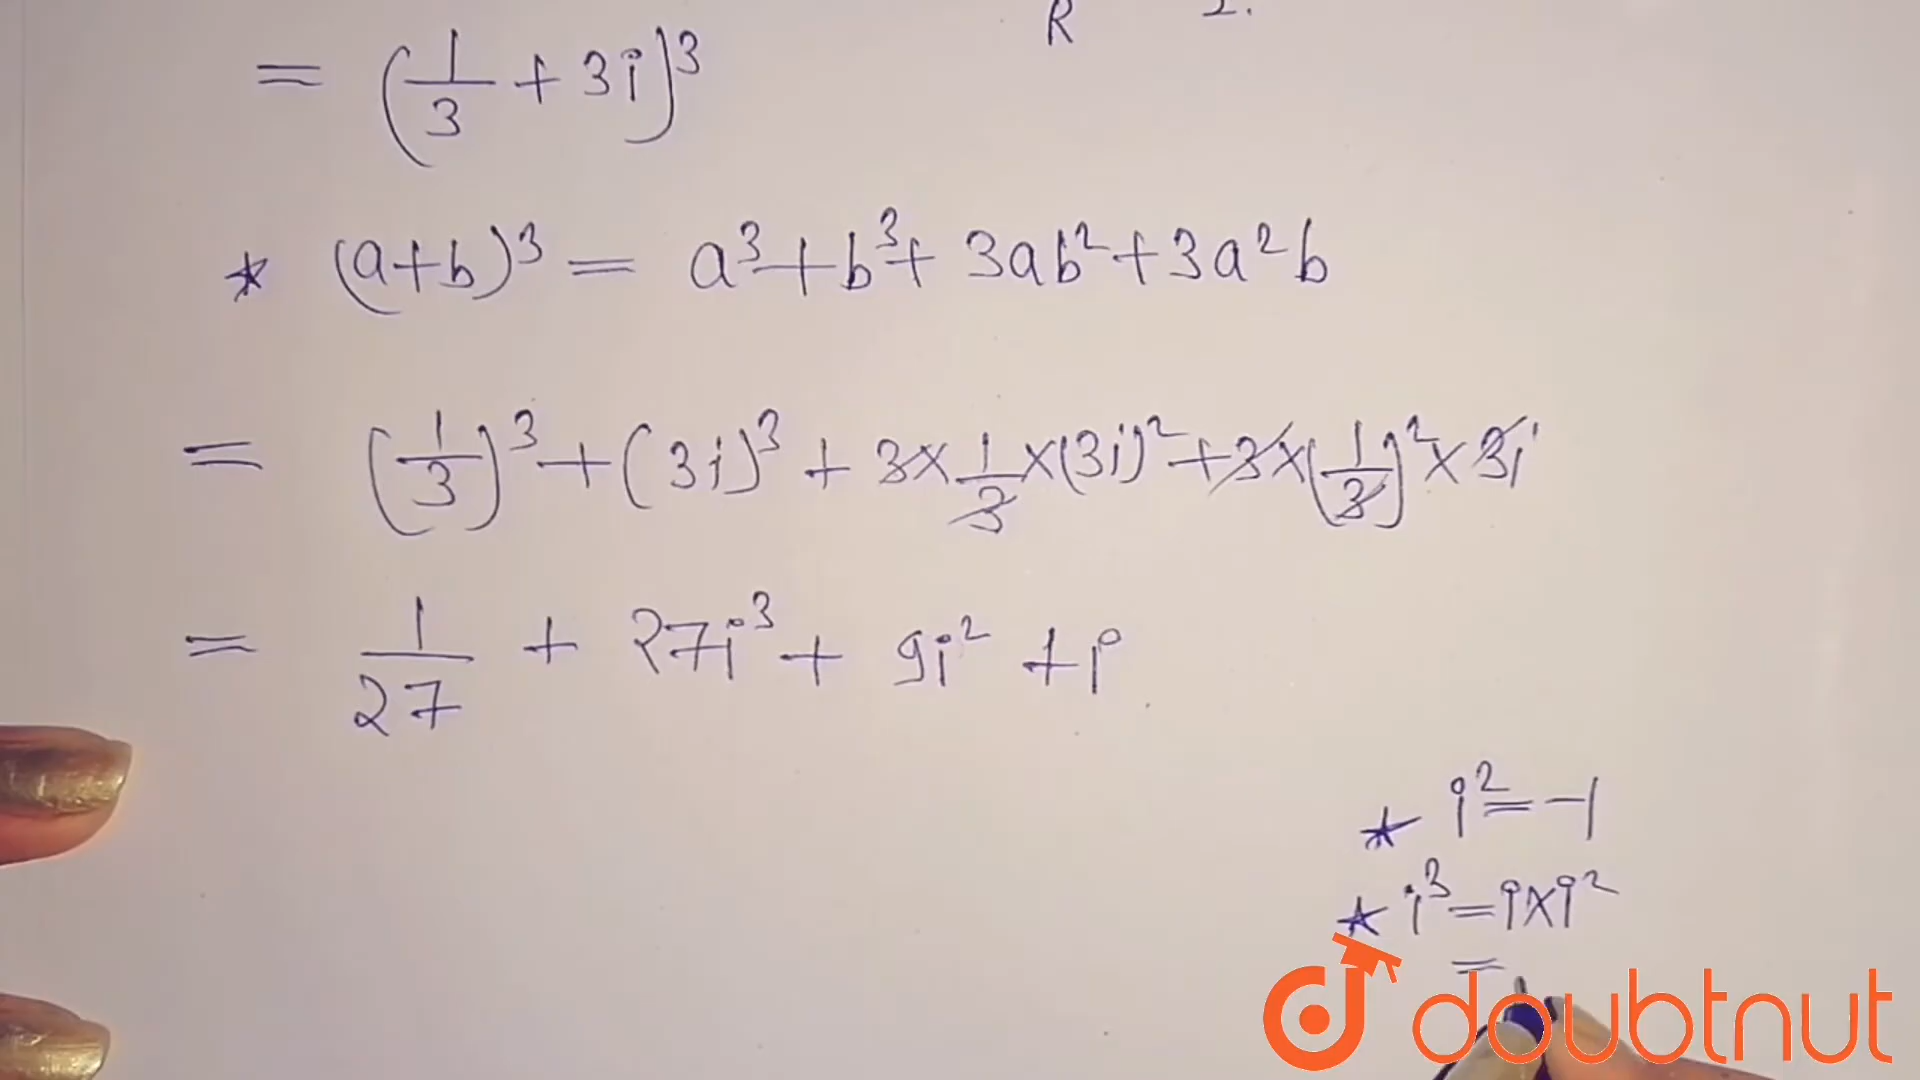 R 2.
= (1/3 + 3i)³
* (a+b)³ = a³+b³+ 3ab²+3a²b
= (1/3)³+(3i)³ + 3×1/3×(3i)²+3×(1/3)²×3i
= 1/27 + 27i³ + 9i² +i
* i²=-1
* i³=i×i²
=
doubtnut